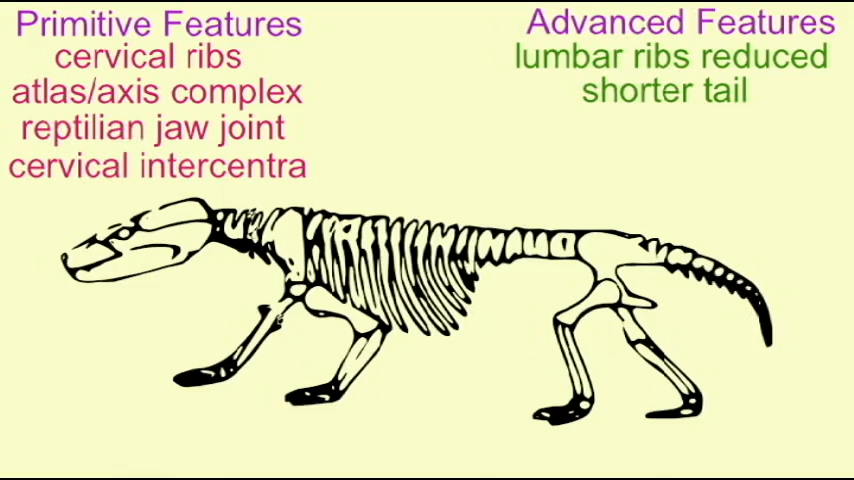 Primitive Features
cervical ribs
atlas/axis complex
reptilian jaw joint
cervical intercentra
Advanced Features
lumbar ribs reduced
shorter tail